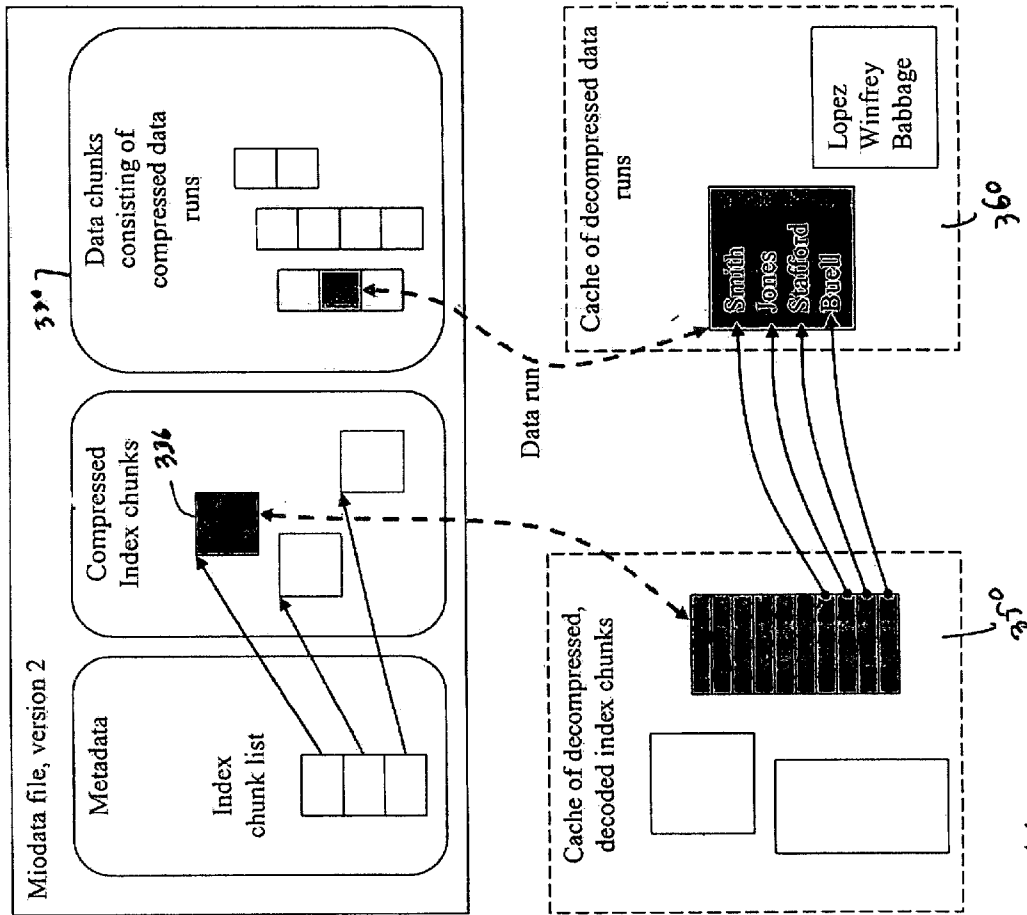 Miodata file, version 2
Metadata
Index
chunk list
Compressed
Index chunks
336
Data chunks
consisting of
compressed data
runs
Data run
Cache of decompressed,
decoded index chunks
350
Cache of decompressed data
runs
Smith
Jones
Stafford
Buell
Lopez
Winfrey
Babbage
360